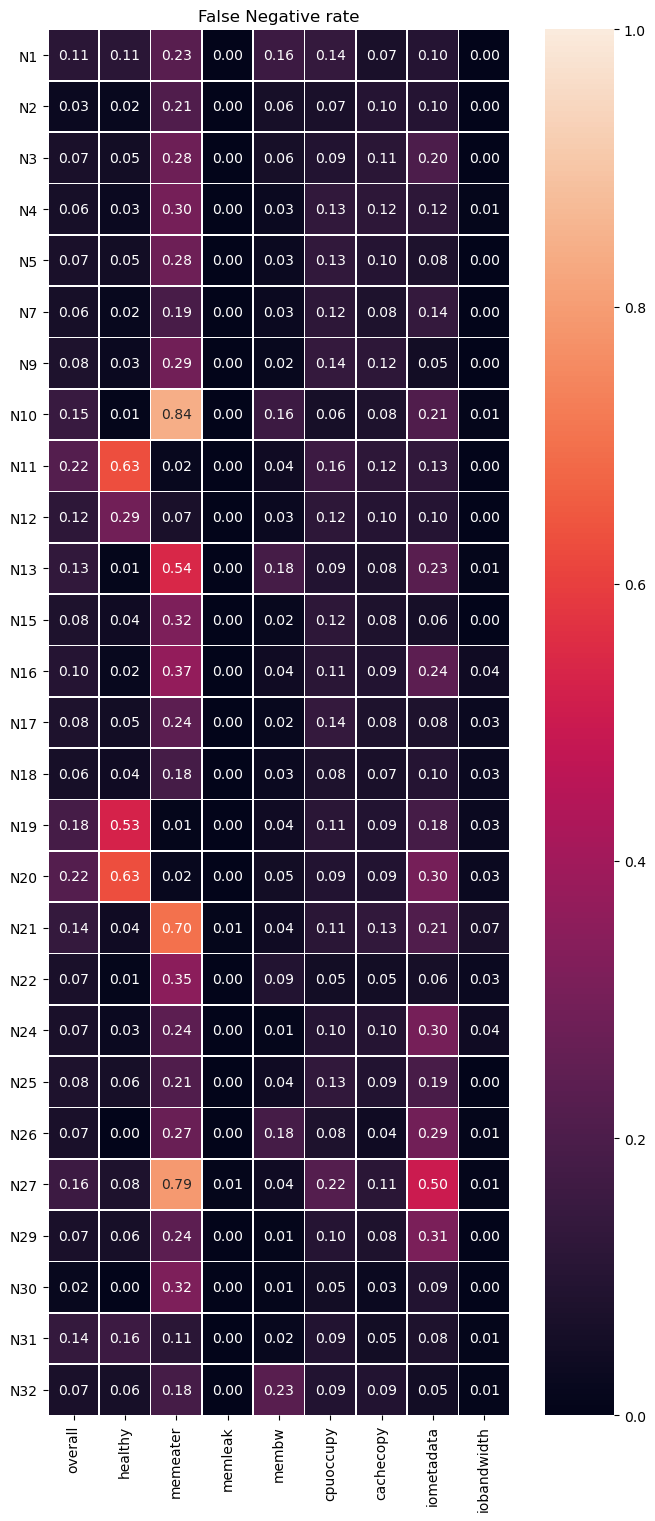 False Negative rate
N1 0.11 0.11 0.23 0.00 0.16 0.14 0.07 0.10 0.00
N2 0.03 0.02 0.21 0.00 0.06 0.07 0.10 0.10 0.00
N3 0.07 0.05 0.28 0.00 0.06 0.09 0.11 0.20 0.00
N4 0.06 0.03 0.30 0.00 0.03 0.13 0.12 0.12 0.01
N5 0.07 0.05 0.28 0.00 0.03 0.13 0.10 0.08 0.00
N7 0.06 0.02 0.19 0.00 0.03 0.12 0.08 0.14 0.00
N9 0.08 0.03 0.29 0.00 0.02 0.14 0.12 0.05 0.00
N10 0.15 0.01 0.84 0.00 0.16 0.06 0.08 0.21 0.01
N11 0.22 0.63 0.02 0.00 0.04 0.16 0.12 0.13 0.00
N12 0.12 0.29 0.07 0.00 0.03 0.12 0.10 0.10 0.00
N13 0.13 0.01 0.54 0.00 0.18 0.09 0.08 0.23 0.01
N15 0.08 0.04 0.32 0.00 0.02 0.12 0.08 0.06 0.00
N16 0.10 0.02 0.37 0.00 0.04 0.11 0.09 0.24 0.04
N17 0.08 0.05 0.24 0.00 0.02 0.14 0.08 0.08 0.03
N18 0.06 0.04 0.18 0.00 0.03 0.08 0.07 0.10 0.03
N19 0.18 0.53 0.01 0.00 0.04 0.11 0.09 0.18 0.03
N20 0.22 0.63 0.02 0.00 0.05 0.09 0.09 0.30 0.03
N21 0.14 0.04 0.70 0.01 0.04 0.11 0.13 0.21 0.07
N22 0.07 0.01 0.35 0.00 0.09 0.05 0.05 0.06 0.03
N24 0.07 0.03 0.24 0.00 0.01 0.10 0.10 0.30 0.04
N25 0.08 0.06 0.21 0.00 0.04 0.13 0.09 0.19 0.00
N26 0.07 0.00 0.27 0.00 0.18 0.08 0.04 0.29 0.01
N27 0.16 0.08 0.79 0.01 0.04 0.22 0.11 0.50 0.01
N29 0.07 0.06 0.24 0.00 0.01 0.10 0.08 0.31 0.00
N30 0.02 0.00 0.32 0.00 0.01 0.05 0.03 0.09 0.00
N31 0.14 0.16 0.11 0.00 0.02 0.09 0.05 0.08 0.01
N32 0.07 0.06 0.18 0.00 0.23 0.09 0.09 0.05 0.01
overall healthy memeater memleak membw cpuoccupy cachecopy iometadata iobandwidth
1.0
0.8
0.6
0.4
0.2
0.0